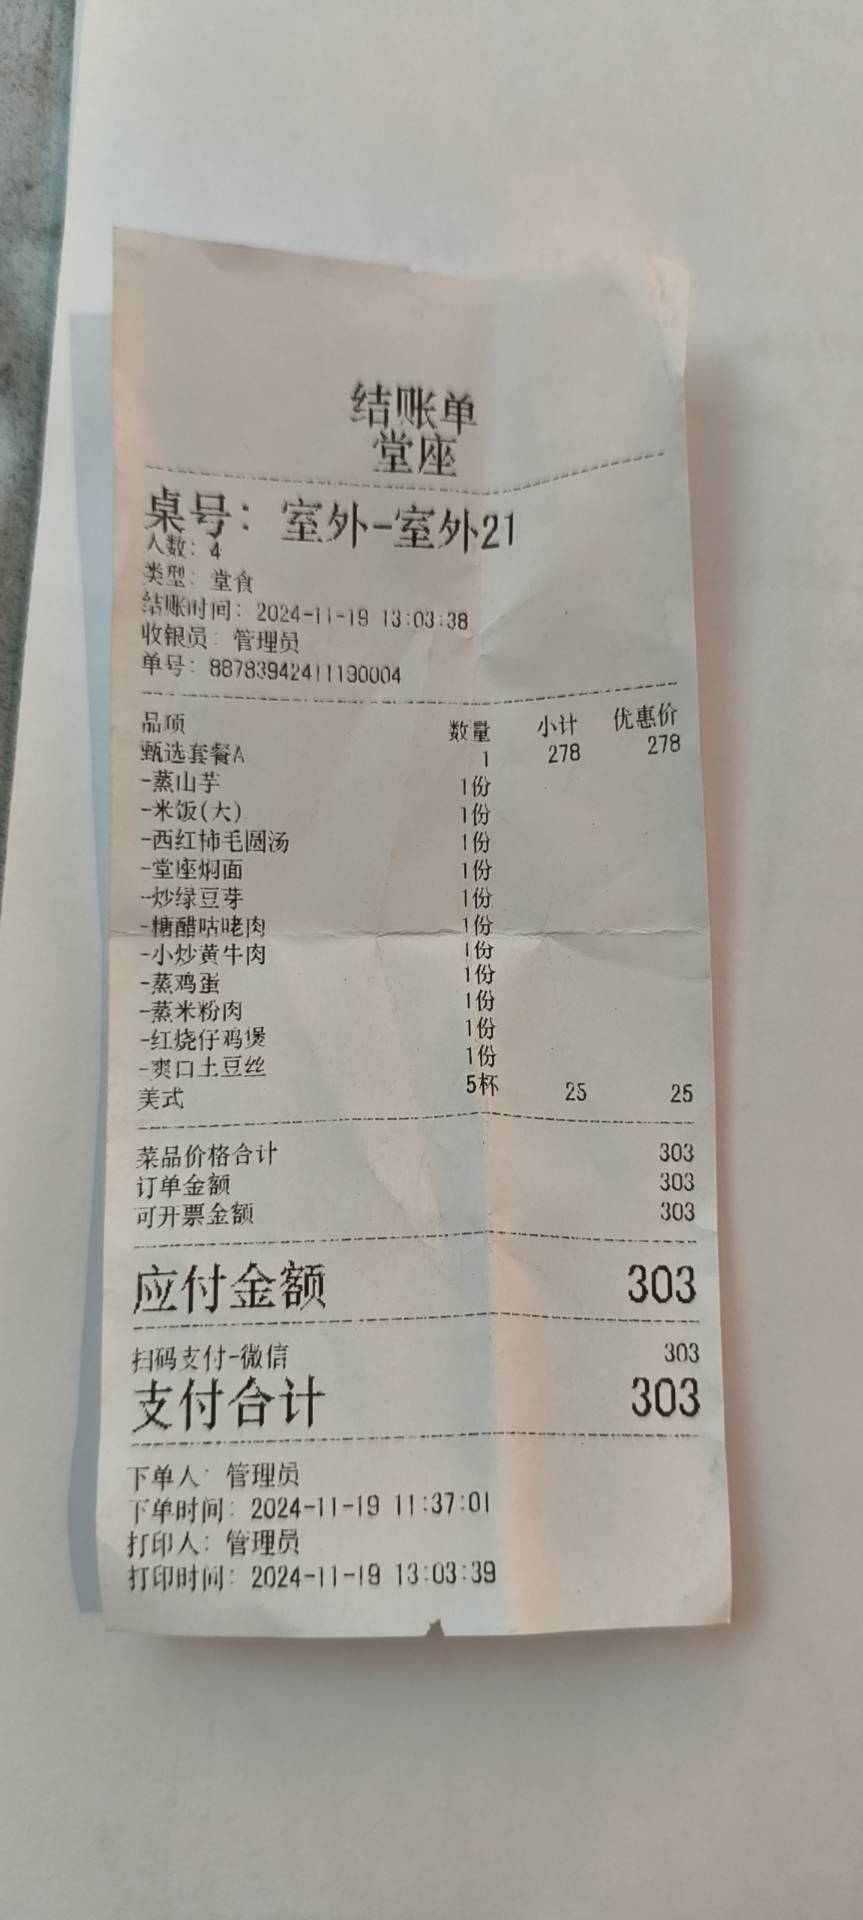 结账单
堂座
桌号: 室外-室外21
人数: 4
类型: 堂食
结账时间: 2024-11-19 13:03:38
收银员: 管理员
单号: 887839424111190004
品项 数量 小计 优惠价
甄选套餐A 1 278 278
-蒸山芋 1份
-米饭(大) 1份
-西红柿毛圆汤 1份
-堂座焖面 1份
-炒绿豆芽 1份
-糖醋咕咾肉 1份
-小炒黄牛肉 1份
-蒸鸡蛋 1份
-蒸米粉肉 1份
-红烧仔鸡煲 1份
-爽口土豆丝 1份
美式 5杯 25 25
菜品价格合计 303
订单金额 303
可开票金额 303
应付金额 303
扫码支付-微信 303
支付合计 303
下单人: 管理员
下单时间: 2024-11-19 11:37:01
打印人: 管理员
打印时间: 2024-11-19 13:03:39